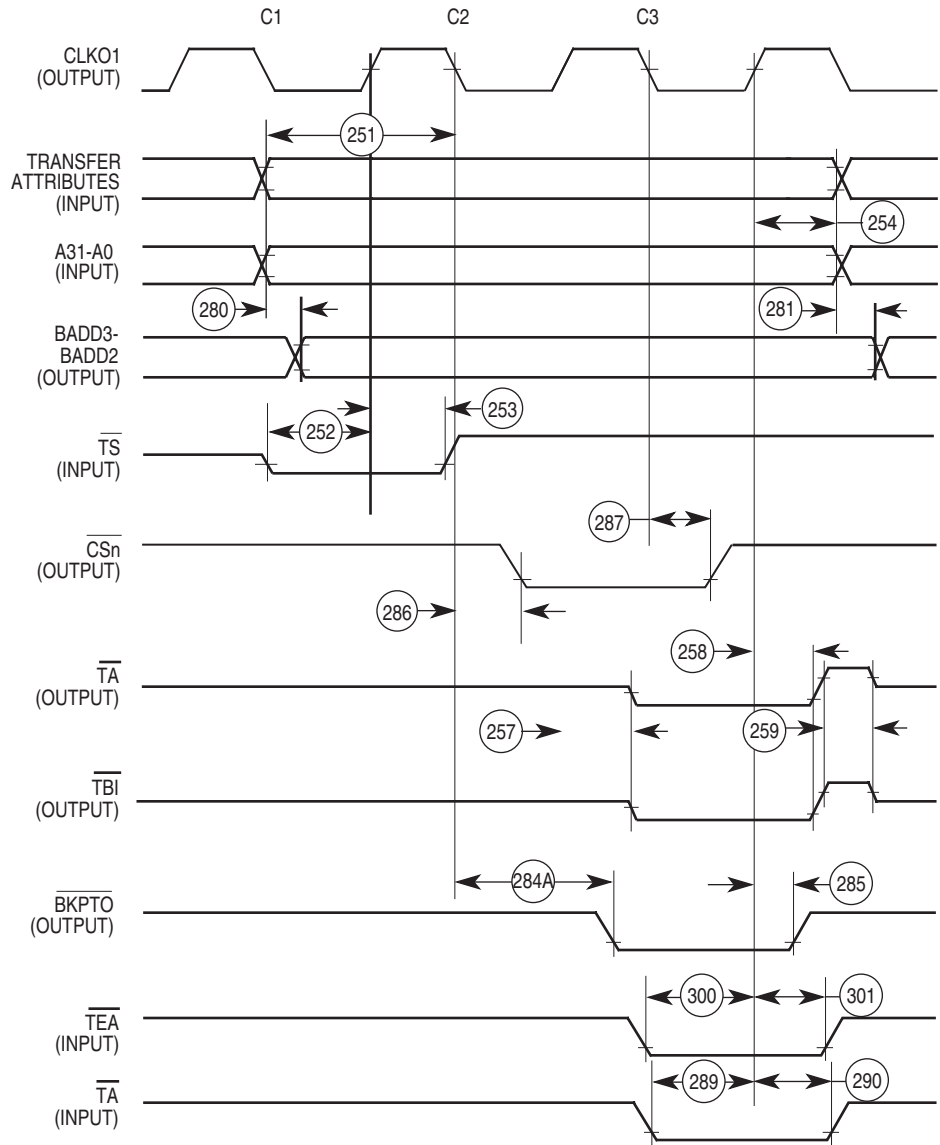 C1 C2 C3
CLKO1
(OUTPUT)
251
TRANSFER
ATTRIBUTES
(INPUT)
254
A31-A0
(INPUT)
280 281
BADD3-
BADD2
(OUTPUT)
253
252
TS
(INPUT)
287
CSn
(OUTPUT)
286
258
TA
(OUTPUT)
257 259
TBI
(OUTPUT)
284A 285
BKPTO
(OUTPUT)
300 301
TEA
(INPUT)
289 290
TA
(INPUT)